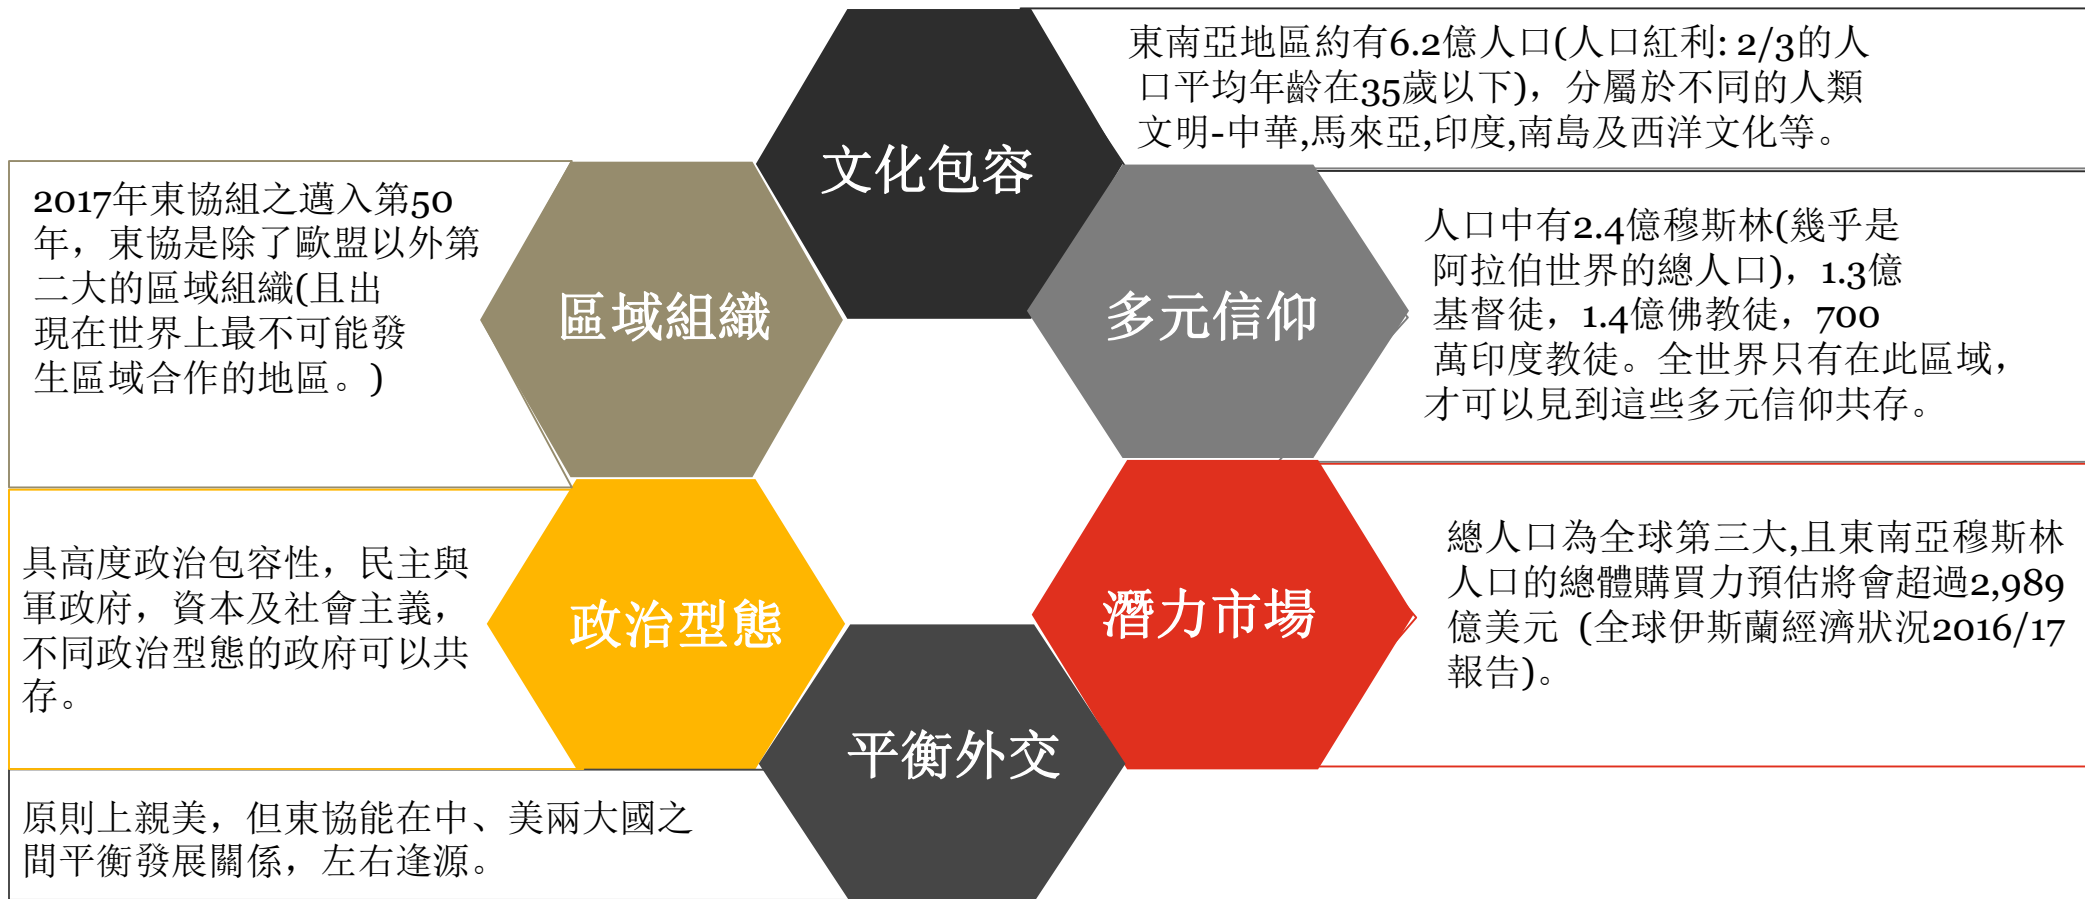 文化包容
東南亞地區約有6.2億人口(人口紅利: 2/3的人
口平均年齡在35歲以下)，分屬於不同的人類
文明-中華,馬來亞,印度,南島及西洋文化等。
多元信仰
人口中有2.4億穆斯林(幾乎是
阿拉伯世界的總人口)，1.3億
基督徒，1.4億佛教徒，700
萬印度教徒。全世界只有在此區域，
才可以見到這些多元信仰共存。
潛力市場
總人口為全球第三大,且東南亞穆斯林
人口的總體購買力預估將會超過2,989
億美元 (全球伊斯蘭經濟狀況2016/17
報告)。
平衡外交
原則上親美，但東協能在中、美兩大國之
間平衡發展關係，左右逢源。
政治型態
具高度政治包容性，民主與
軍政府，資本及社會主義，
不同政治型態的政府可以共
存。
區域組織
2017年東協組之邁入第50
年，東協是除了歐盟以外第
二大的區域組織(且出
現在世界上最不可能發
生區域合作的地區。)